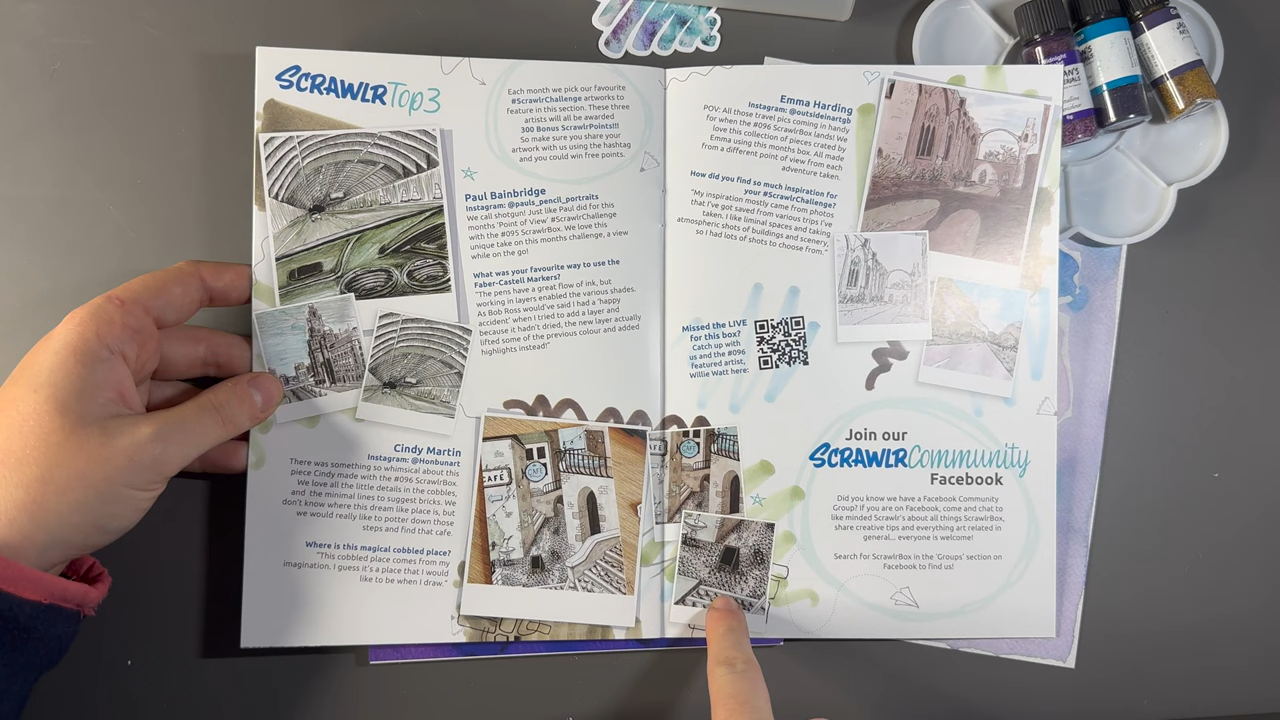 SCRAWLR Top3
Each month we pick our favourite
#ScrawlrChallenge artworks to
feature in this section. These three
artists will all be awarded
300 Bonus ScrawlrPoints!!!
So make sure you share your
artwork with us using the hashtag
and you could win free points.
Paul Bainbridge
Instagram: @pauls_pencil_portraits
We call shotgun! Just like Paul did for this
months 'Point of View' #ScrawlrChallenge
with the #095 ScrawlrBox. We love this
unique take on this months challenge, a view
while on the go!
What was your favourite way to use the
Faber-Castell Markers?
"The pens have a great flow of ink, but
working in layers enabled the various shades.
As Bob Ross would've said I had a 'happy
accident' when I tried to add a layer and
because it hadn't dried, the new layer actually
lifted some of the previous colour and added
highlights instead!"
Cindy Martin
Instagram: @Honbunart
There was something so whimsical about this
piece Cindy made with the #096 ScrawlrBox.
We love all the little details in the cobbles,
and the minimal lines to suggest bricks. We
don't know where this dream like place is, but
we would really like to potter down those
steps and find that cafe.
Where is this magical cobbled place?
"This cobbled place comes from my
imagination. I guess it's a place that I would
like to be when I draw."
CAFÉ
CAFE
CAFE
Emma Harding
Instagram: @outsideinartgb
POV: All those travel pics coming in handy
for when the #096 ScrawlrBox lands! We
love this collection of pieces crated by
Emma using this months box. All made
from a different point of view from each
adventure taken.
How did you find so much inspiration for
your #ScrawlrChallenge?
"My inspiration mostly came from photos
that I've got saved from various trips I've
taken. I like liminal spaces and taking
atmospheric shots of buildings and scenery,
so I had lots of shots to choose from."
Missed the LIVE
for this box?
Catch up with
us and the #096
featured artist,
Willie Watt here:
Join our
SCRAWLRCommunity
Facebook
Did you know we have a Facebook Community
Group? If you are on Facebook, come and chat to
like minded Scrawlr's about all things ScrawlrBox,
share creative tips and everything art related in
general... everyone is welcome!
Search for ScrawlrBox in the 'Groups' section on
Facebook to find us!